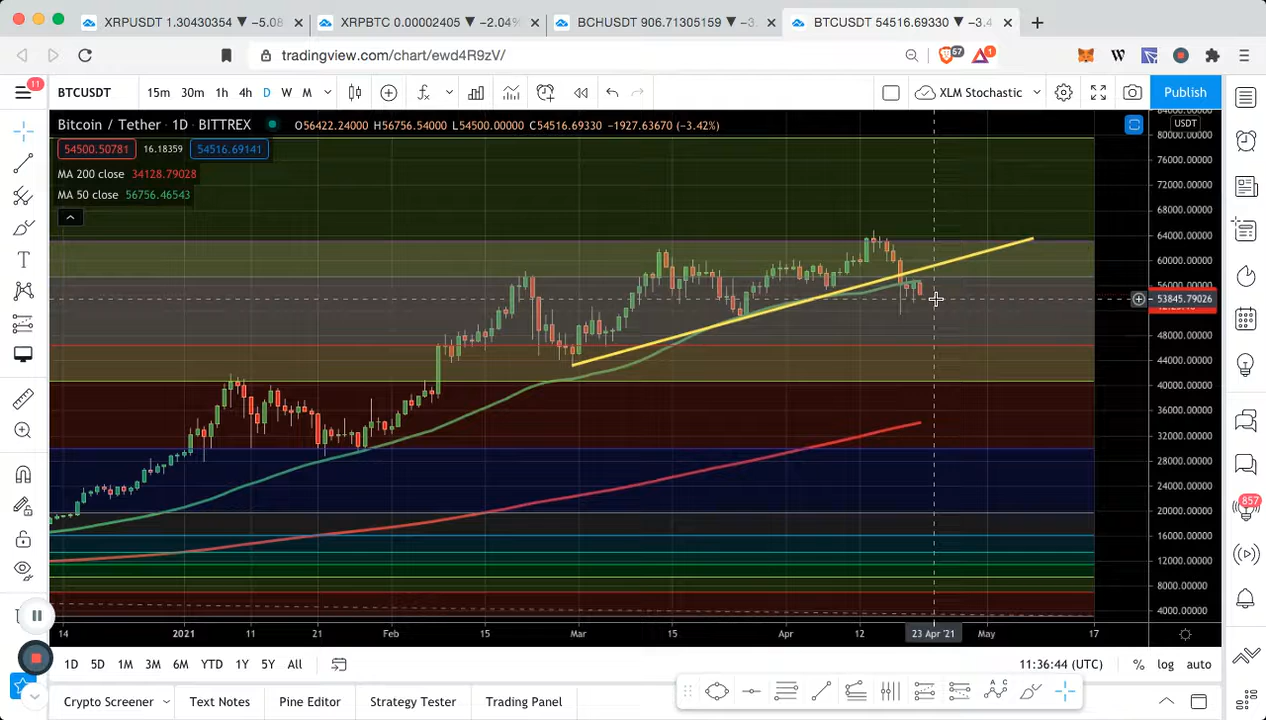 XRPUSDT 1.30430354 ▼ −5.08
XRPBTC 0.00002405 ▼ −2.04%
BCHUSDT 906.71305159 ▼ −3.
BTCUSDT 54516.69330 ▼ −3.4
tradingview.com/chart/ewd4R9zV/
57
1
W
11
BTCUSDT
15m 30m 1h 4h D W M
XLM Stochastic
Publish
Bitcoin / Tether · 1D · BITTREX
O56422.24000 H56756.54000 L54500.00000 C54516.69330 −1927.63670 (−3.42%)
54500.50781 16.18359 54516.69141
MA 200 close 34128.79028
MA 50 close 56756.46543
USDT
80000.00000
76000.00000
72000.00000
68000.00000
64000.00000
60000.00000
53845.79026
48000.00000
44000.00000
40000.00000
36000.00000
32000.00000
28000.00000
24000.00000
20000.00000
16000.00000
12000.00000
8000.00000
4000.00000
857
14 2021 11 21 Feb 15 Mar 15 Apr 12 23 Apr '21 May 17
1D 5D 1M 3M 6M YTD 1Y 5Y All
11:36:44 (UTC) % log auto
Crypto Screener Text Notes Pine Editor Strategy Tester Trading Panel